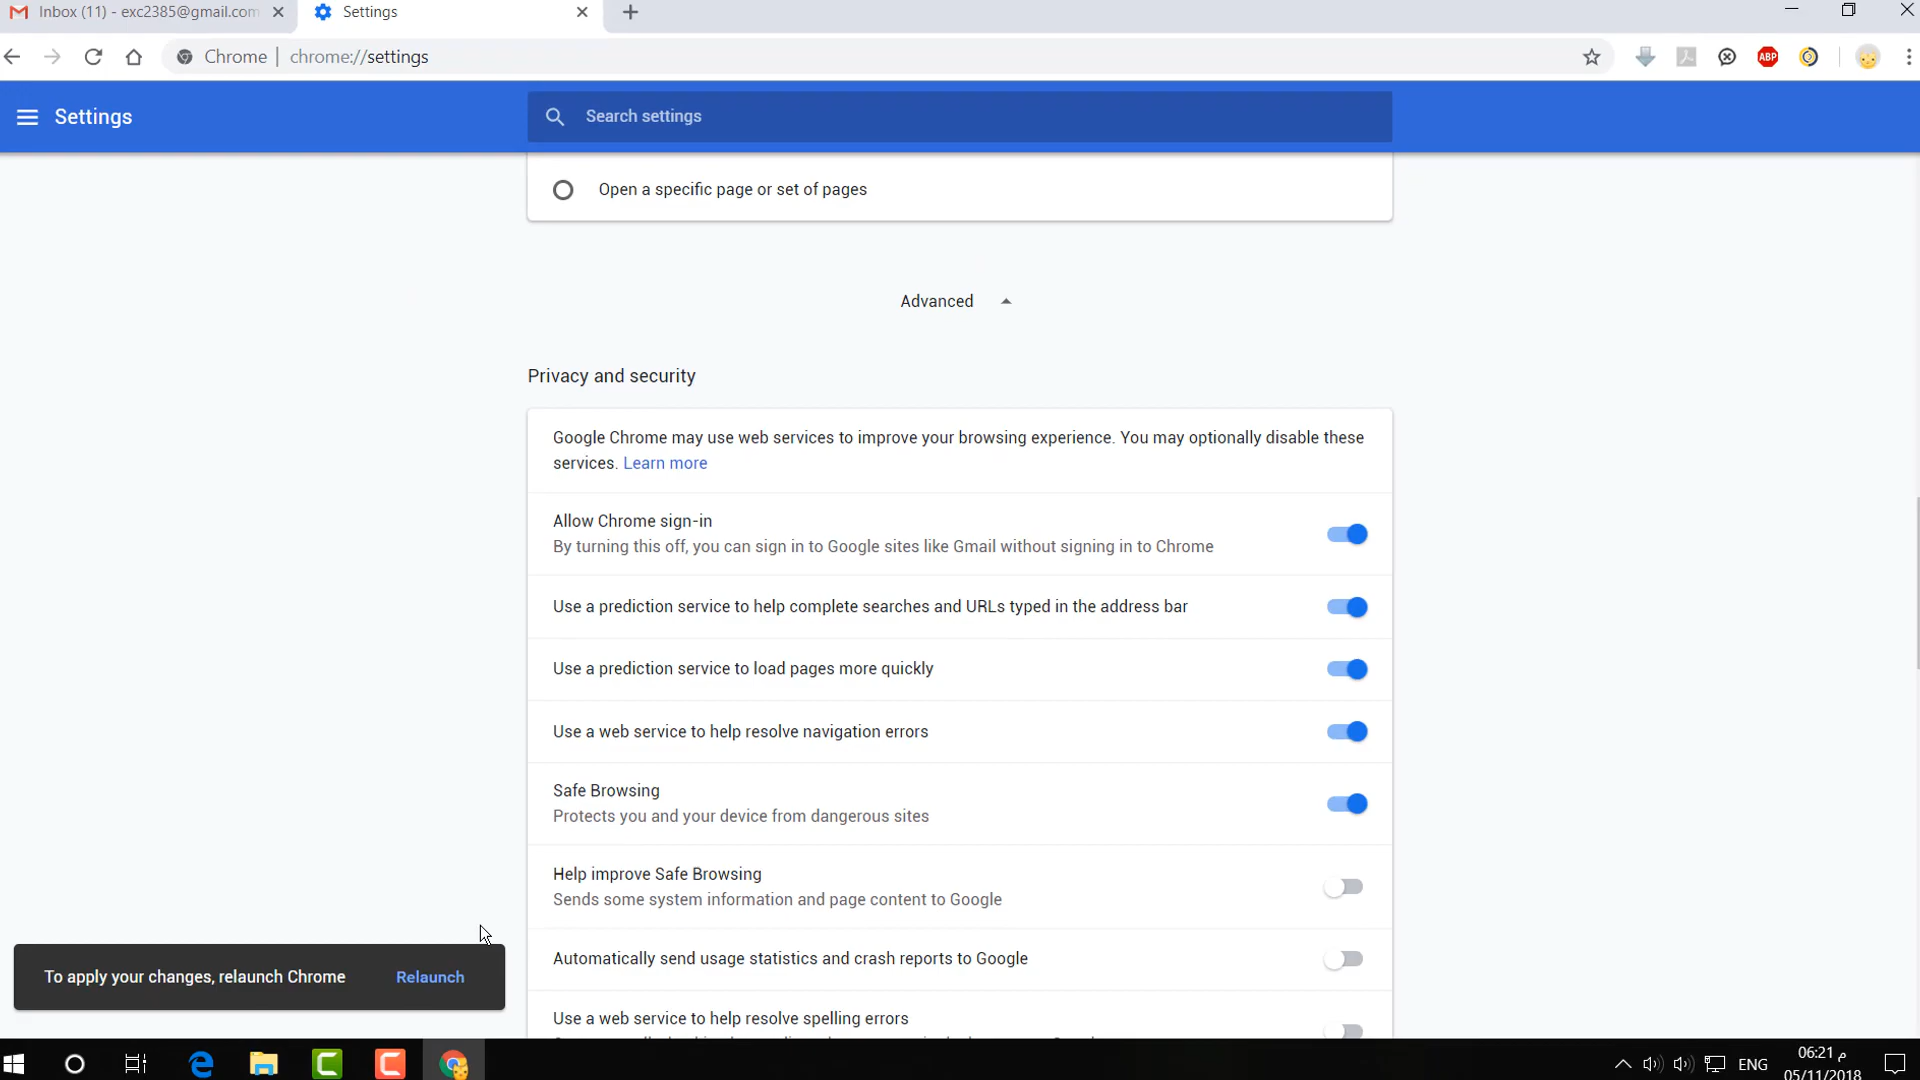 Inbox (11) - exc2385@gmail.com
Settings
Chrome | chrome://settings
ABP
Settings
Search settings
Open a specific page or set of pages
Advanced
Privacy and security
Google Chrome may use web services to improve your browsing experience. You may optionally disable these
services. Learn more
Allow Chrome sign-in
By turning this off, you can sign in to Google sites like Gmail without signing in to Chrome
Use a prediction service to help complete searches and URLs typed in the address bar
Use a prediction service to load pages more quickly
Use a web service to help resolve navigation errors
Safe Browsing
Protects you and your device from dangerous sites
Help improve Safe Browsing
Sends some system information and page content to Google
Automatically send usage statistics and crash reports to Google
Use a web service to help resolve spelling errors
To apply your changes, relaunch Chrome Relaunch
ENG
06:21 م
05/11/2018